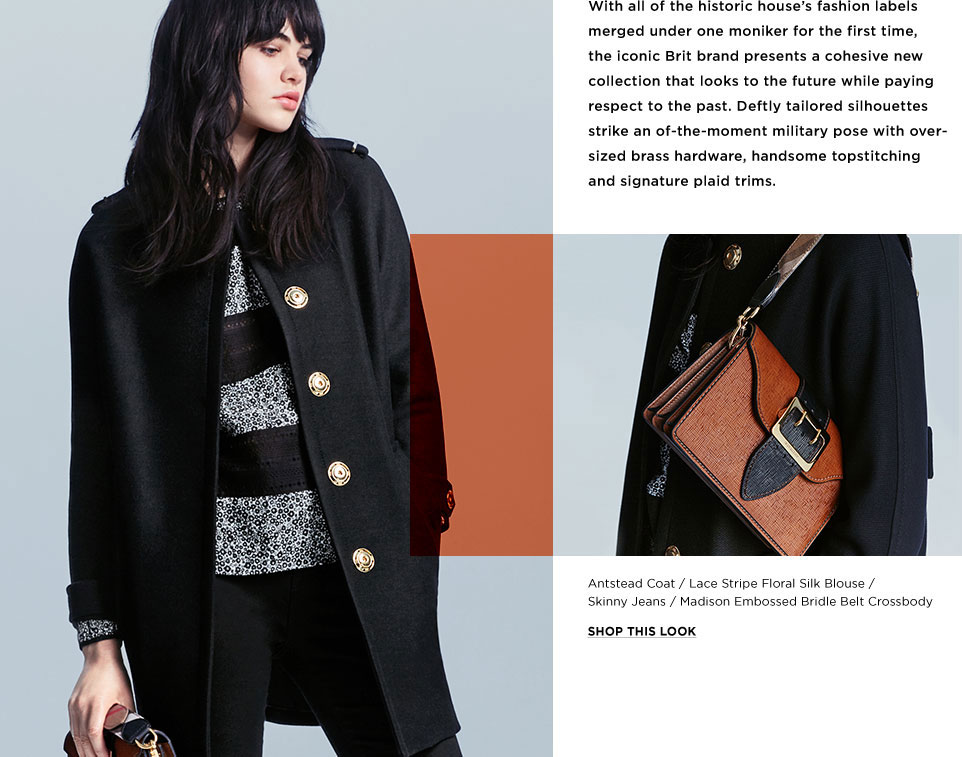 With all of the historic house’s fashion labels
merged under one moniker for the first time,
the iconic Brit brand presents a cohesive new
collection that looks to the future while paying
respect to the past. Deftly tailored silhouettes
strike an of-the-moment military pose with over-
sized brass hardware, handsome topstitching
and signature plaid trims.
Antstead Coat / Lace Stripe Floral Silk Blouse /
Skinny Jeans / Madison Embossed Bridle Belt Crossbody
SHOP THIS LOOK